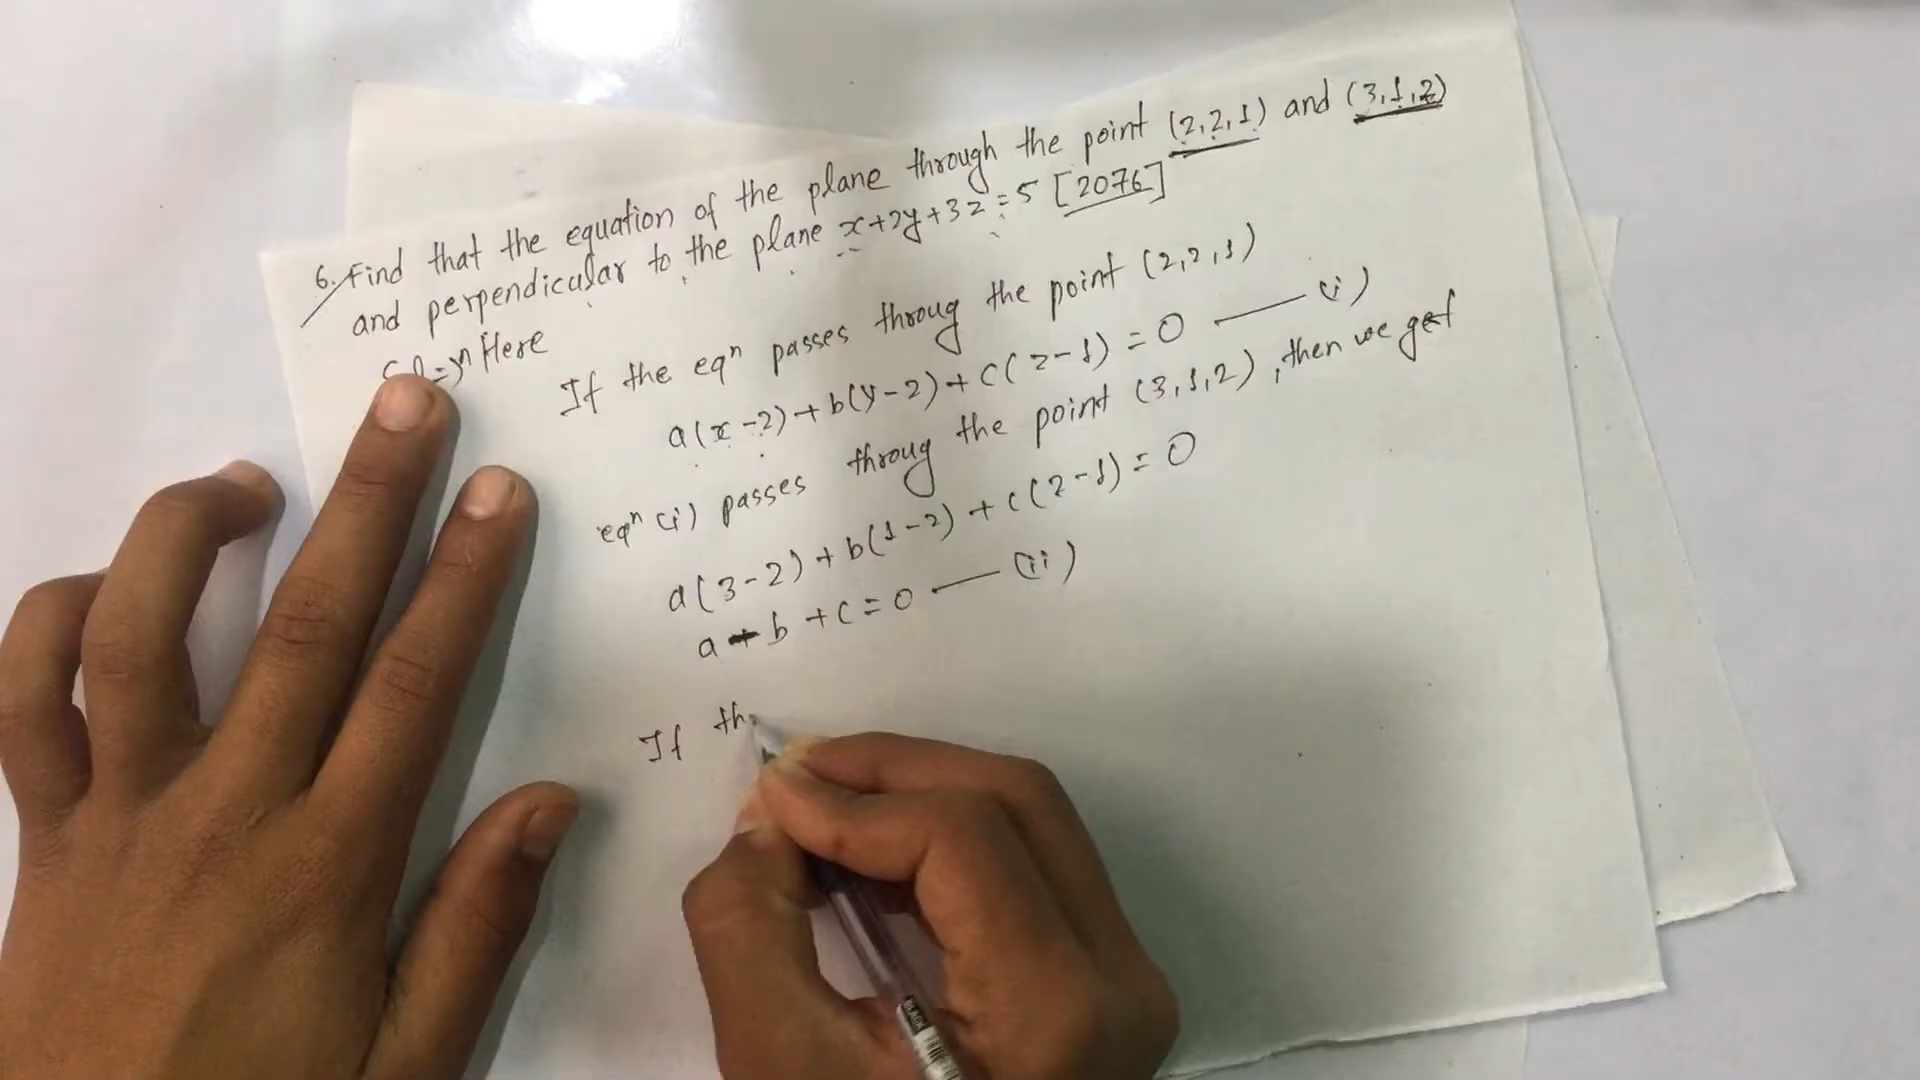 6. Find that the equation of the plane through the point (2,2,1) and (3,1,2)
and perpendicular to the plane x+2y+3z=5 [2076]
Here
If the eqⁿ passes throug the point (2,2,1)
a(x-2)+b(y-2)+c(z-1)=0 — (i)
eqⁿ (i) passes throug the point (3,1,2), then we get
a(3-2)+b(1-2)+c(2-1)=0
a - b + c = 0 — (ii)
If th
BLACK